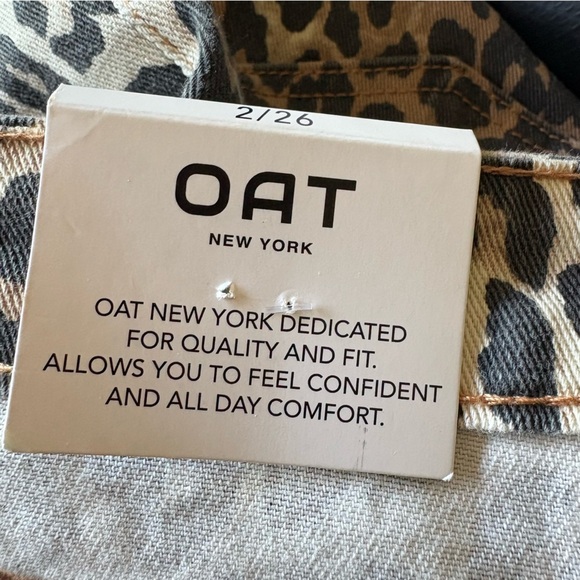 2/26
OAT
NEW YORK
OAT NEW YORK DEDICATED
FOR QUALITY AND FIT.
ALLOWS YOU TO FEEL CONFIDENT
AND ALL DAY COMFORT.